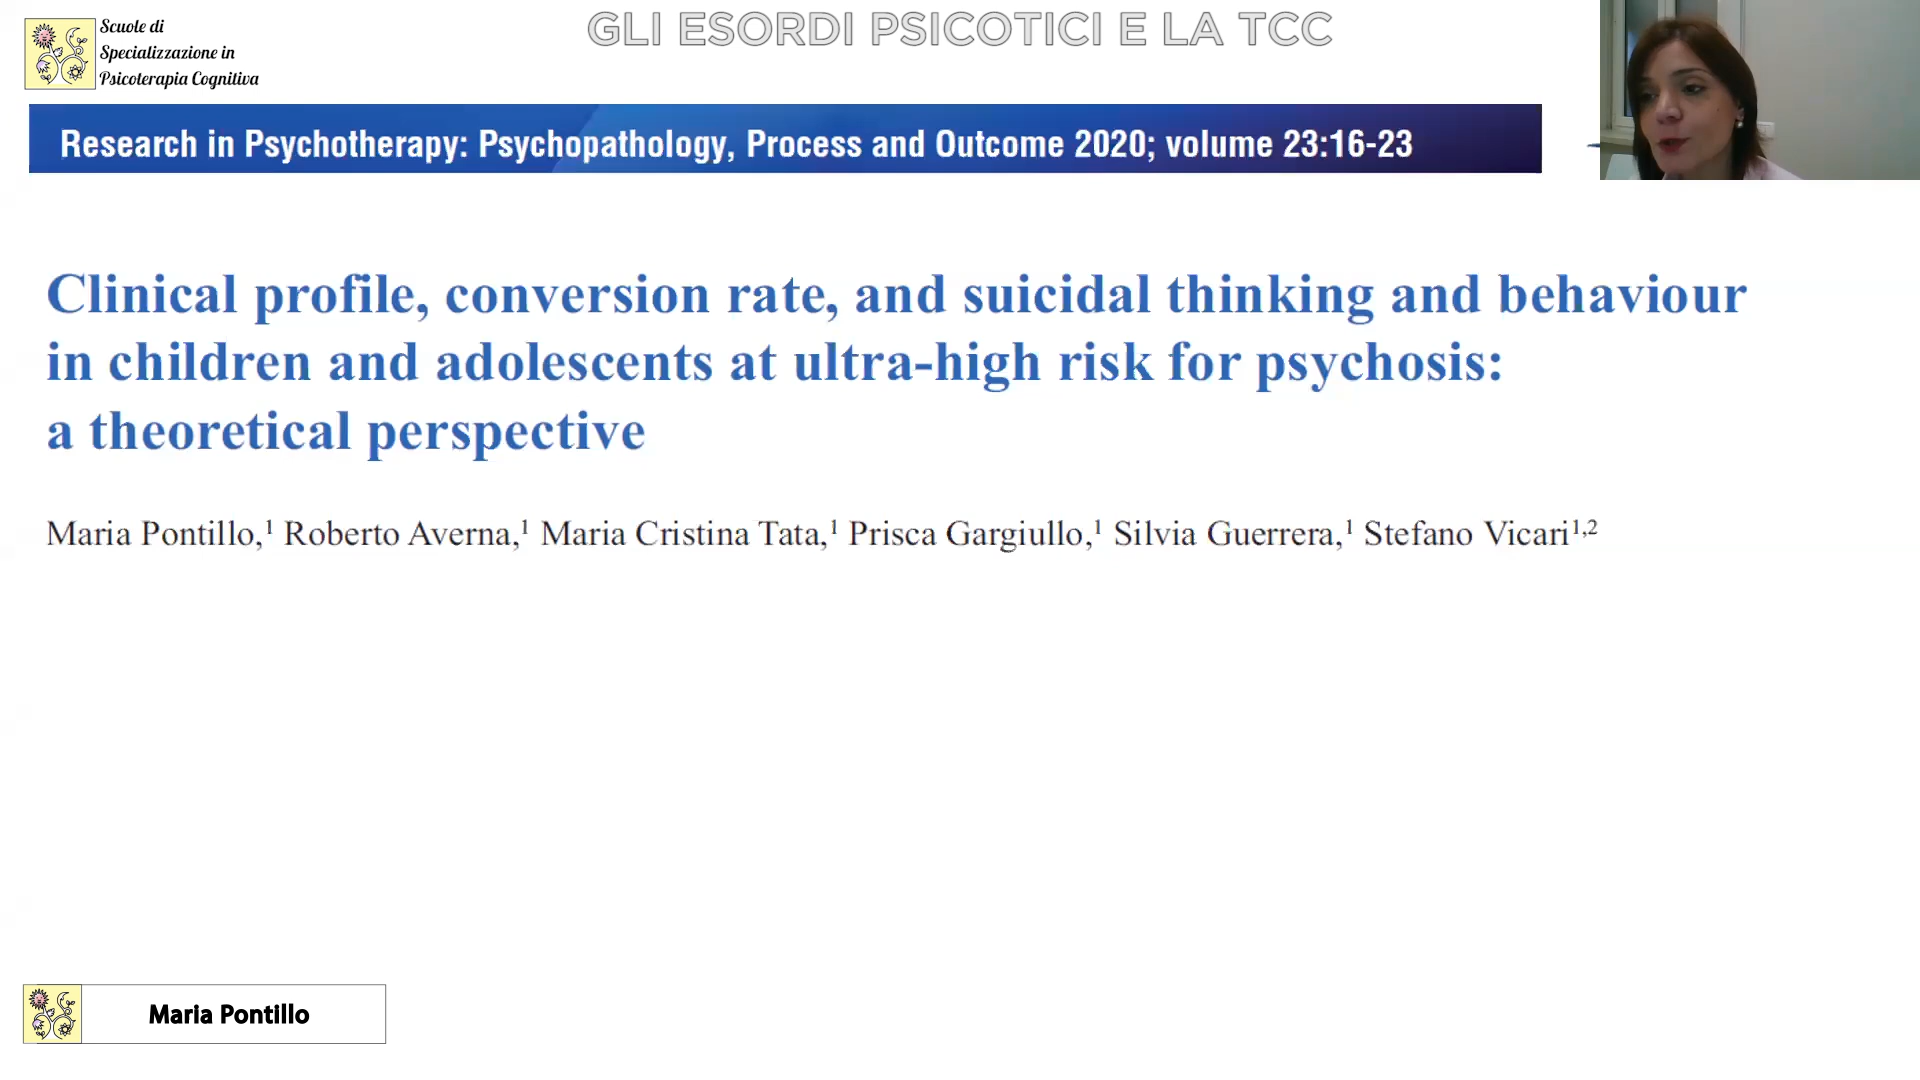 Scuole di
Specializzazione in
Psicoterapia Cognitiva
GLI ESORDI PSICOTICI E LA TCC
Research in Psychotherapy: Psychopathology, Process and Outcome 2020; volume 23:16-23
Clinical profile, conversion rate, and suicidal thinking and behaviour
in children and adolescents at ultra-high risk for psychosis:
a theoretical perspective
Maria Pontillo,¹ Roberto Averna,¹ Maria Cristina Tata,¹ Prisca Gargiullo,¹ Silvia Guerrera,¹ Stefano Vicari¹,²
Maria Pontillo